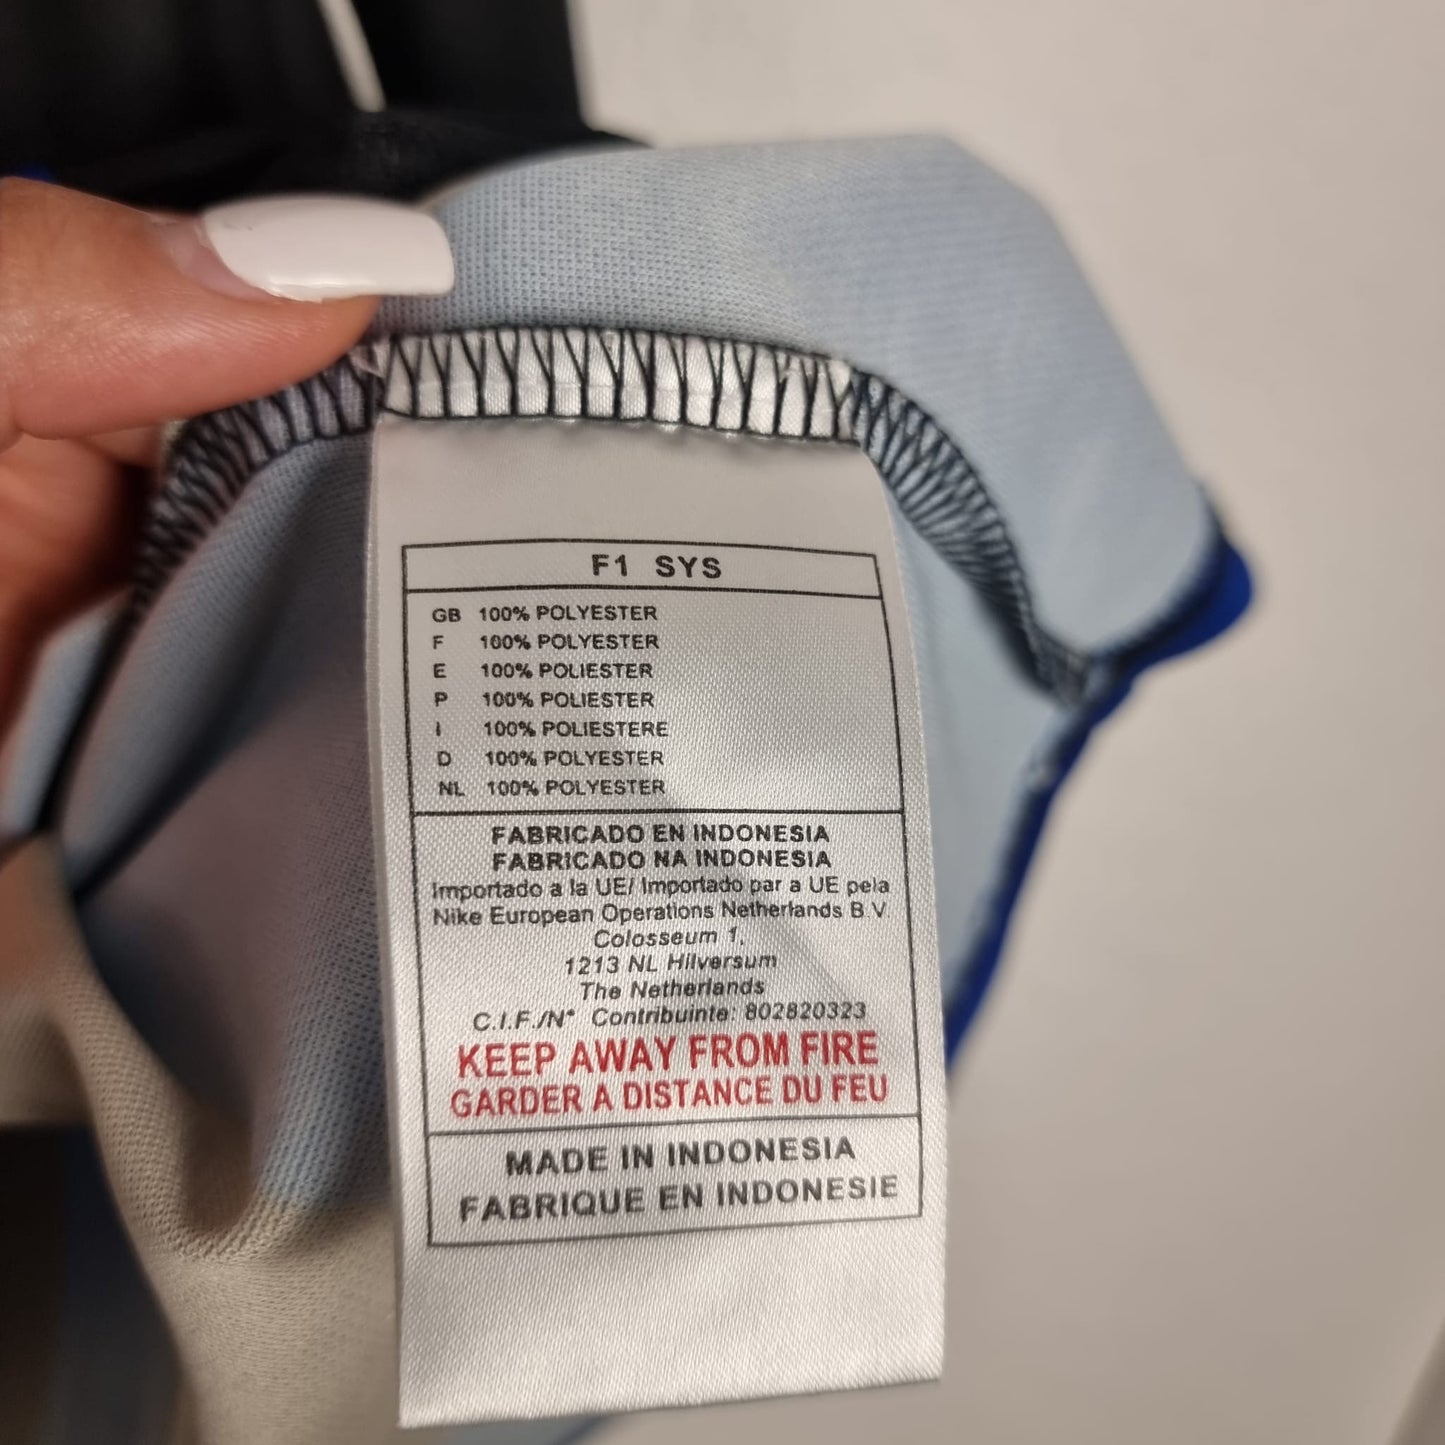 F1 SYS
GB 100% POLYESTER
F 100% POLYESTER
E 100% POLIESTER
P 100% POLIESTER
I 100% POLIESTERE
D 100% POLYESTER
NL 100% POLYESTER
FABRICADO EN INDONESIA
FABRICADO NA INDONESIA
Importado a la UE/ Importado par a UE pela
Nike European Operations Netherlands B.V.
Colosseum 1,
1213 NL Hilversum
The Netherlands
C.I.F./N° Contribuinte: 802820323
KEEP AWAY FROM FIRE
GARDER A DISTANCE DU FEU
MADE IN INDONESIA
FABRIQUE EN INDONESIE